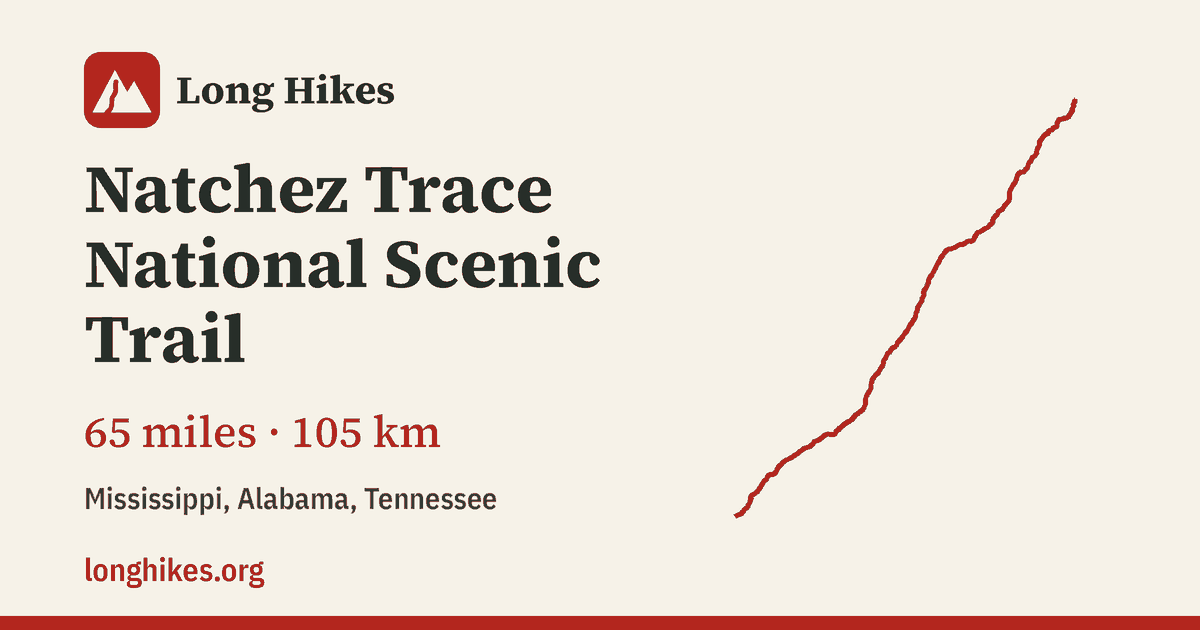 Long Hikes
Natchez Trace
National Scenic
Trail
65 miles · 105 km
Mississippi, Alabama, Tennessee
longhikes.org